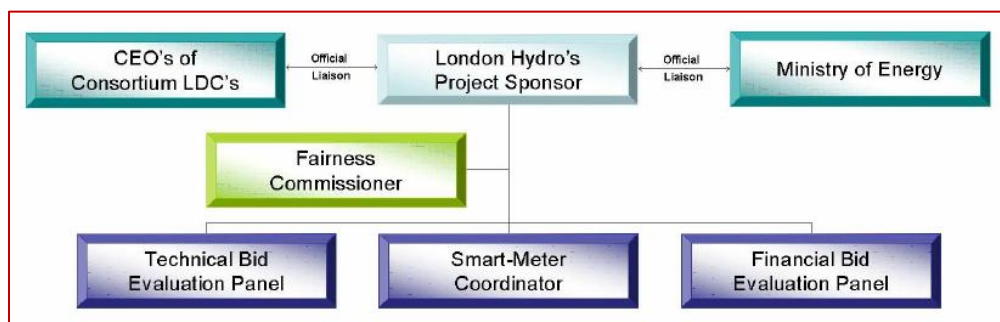 CEO's of
Consortium LDC's
Official
Liaison
London Hydro's
Project Sponsor
Official
Liaison
Ministry of Energy
Fairness
Commissioner
Technical Bid
Evaluation Panel
Smart-Meter
Coordinator
Financial Bid
Evaluation Panel